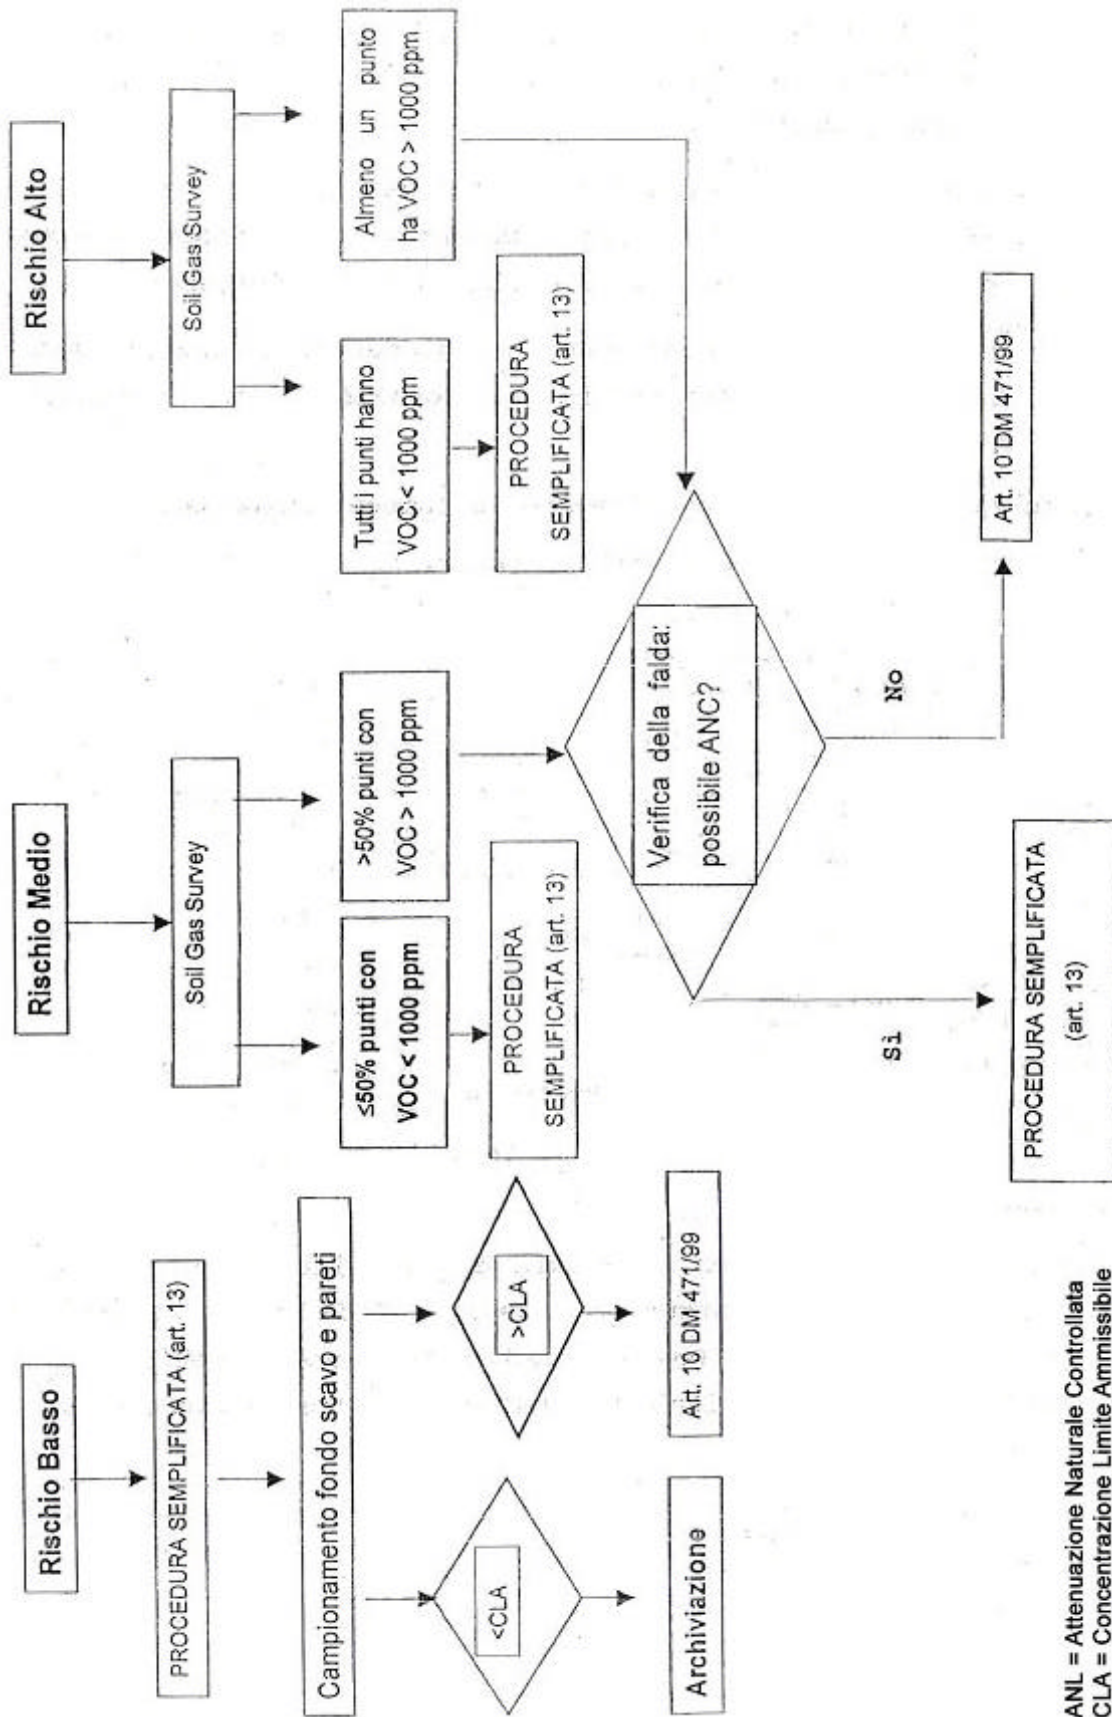 Rischio Basso
PROCEDURA SEMPLIFICATA (art. 13)
Campionamento fondo scavo e pareti
<CLA
>CLA
Archiviazione
Art. 10 DM 471/99
Rischio Medio
Soil Gas Survey
≤50% punti con
VOC < 1000 ppm
>50% punti con
VOC > 1000 ppm
PROCEDURA
SEMPLIFICATA (art. 13)
Rischio Alto
Soil Gas Survey
Tutti i punti hanno
VOC < 1000 ppm
Almeno un punto
ha VOC > 1000 ppm
PROCEDURA
SEMPLIFICATA (art. 13)
Verifica della falda:
possibile ANC?
Sì
No
PROCEDURA SEMPLIFICATA
(art. 13)
Art. 10 DM 471/99
ANL = Attenuazione Naturale Controllata
CLA = Concentrazione Limite Ammissibile